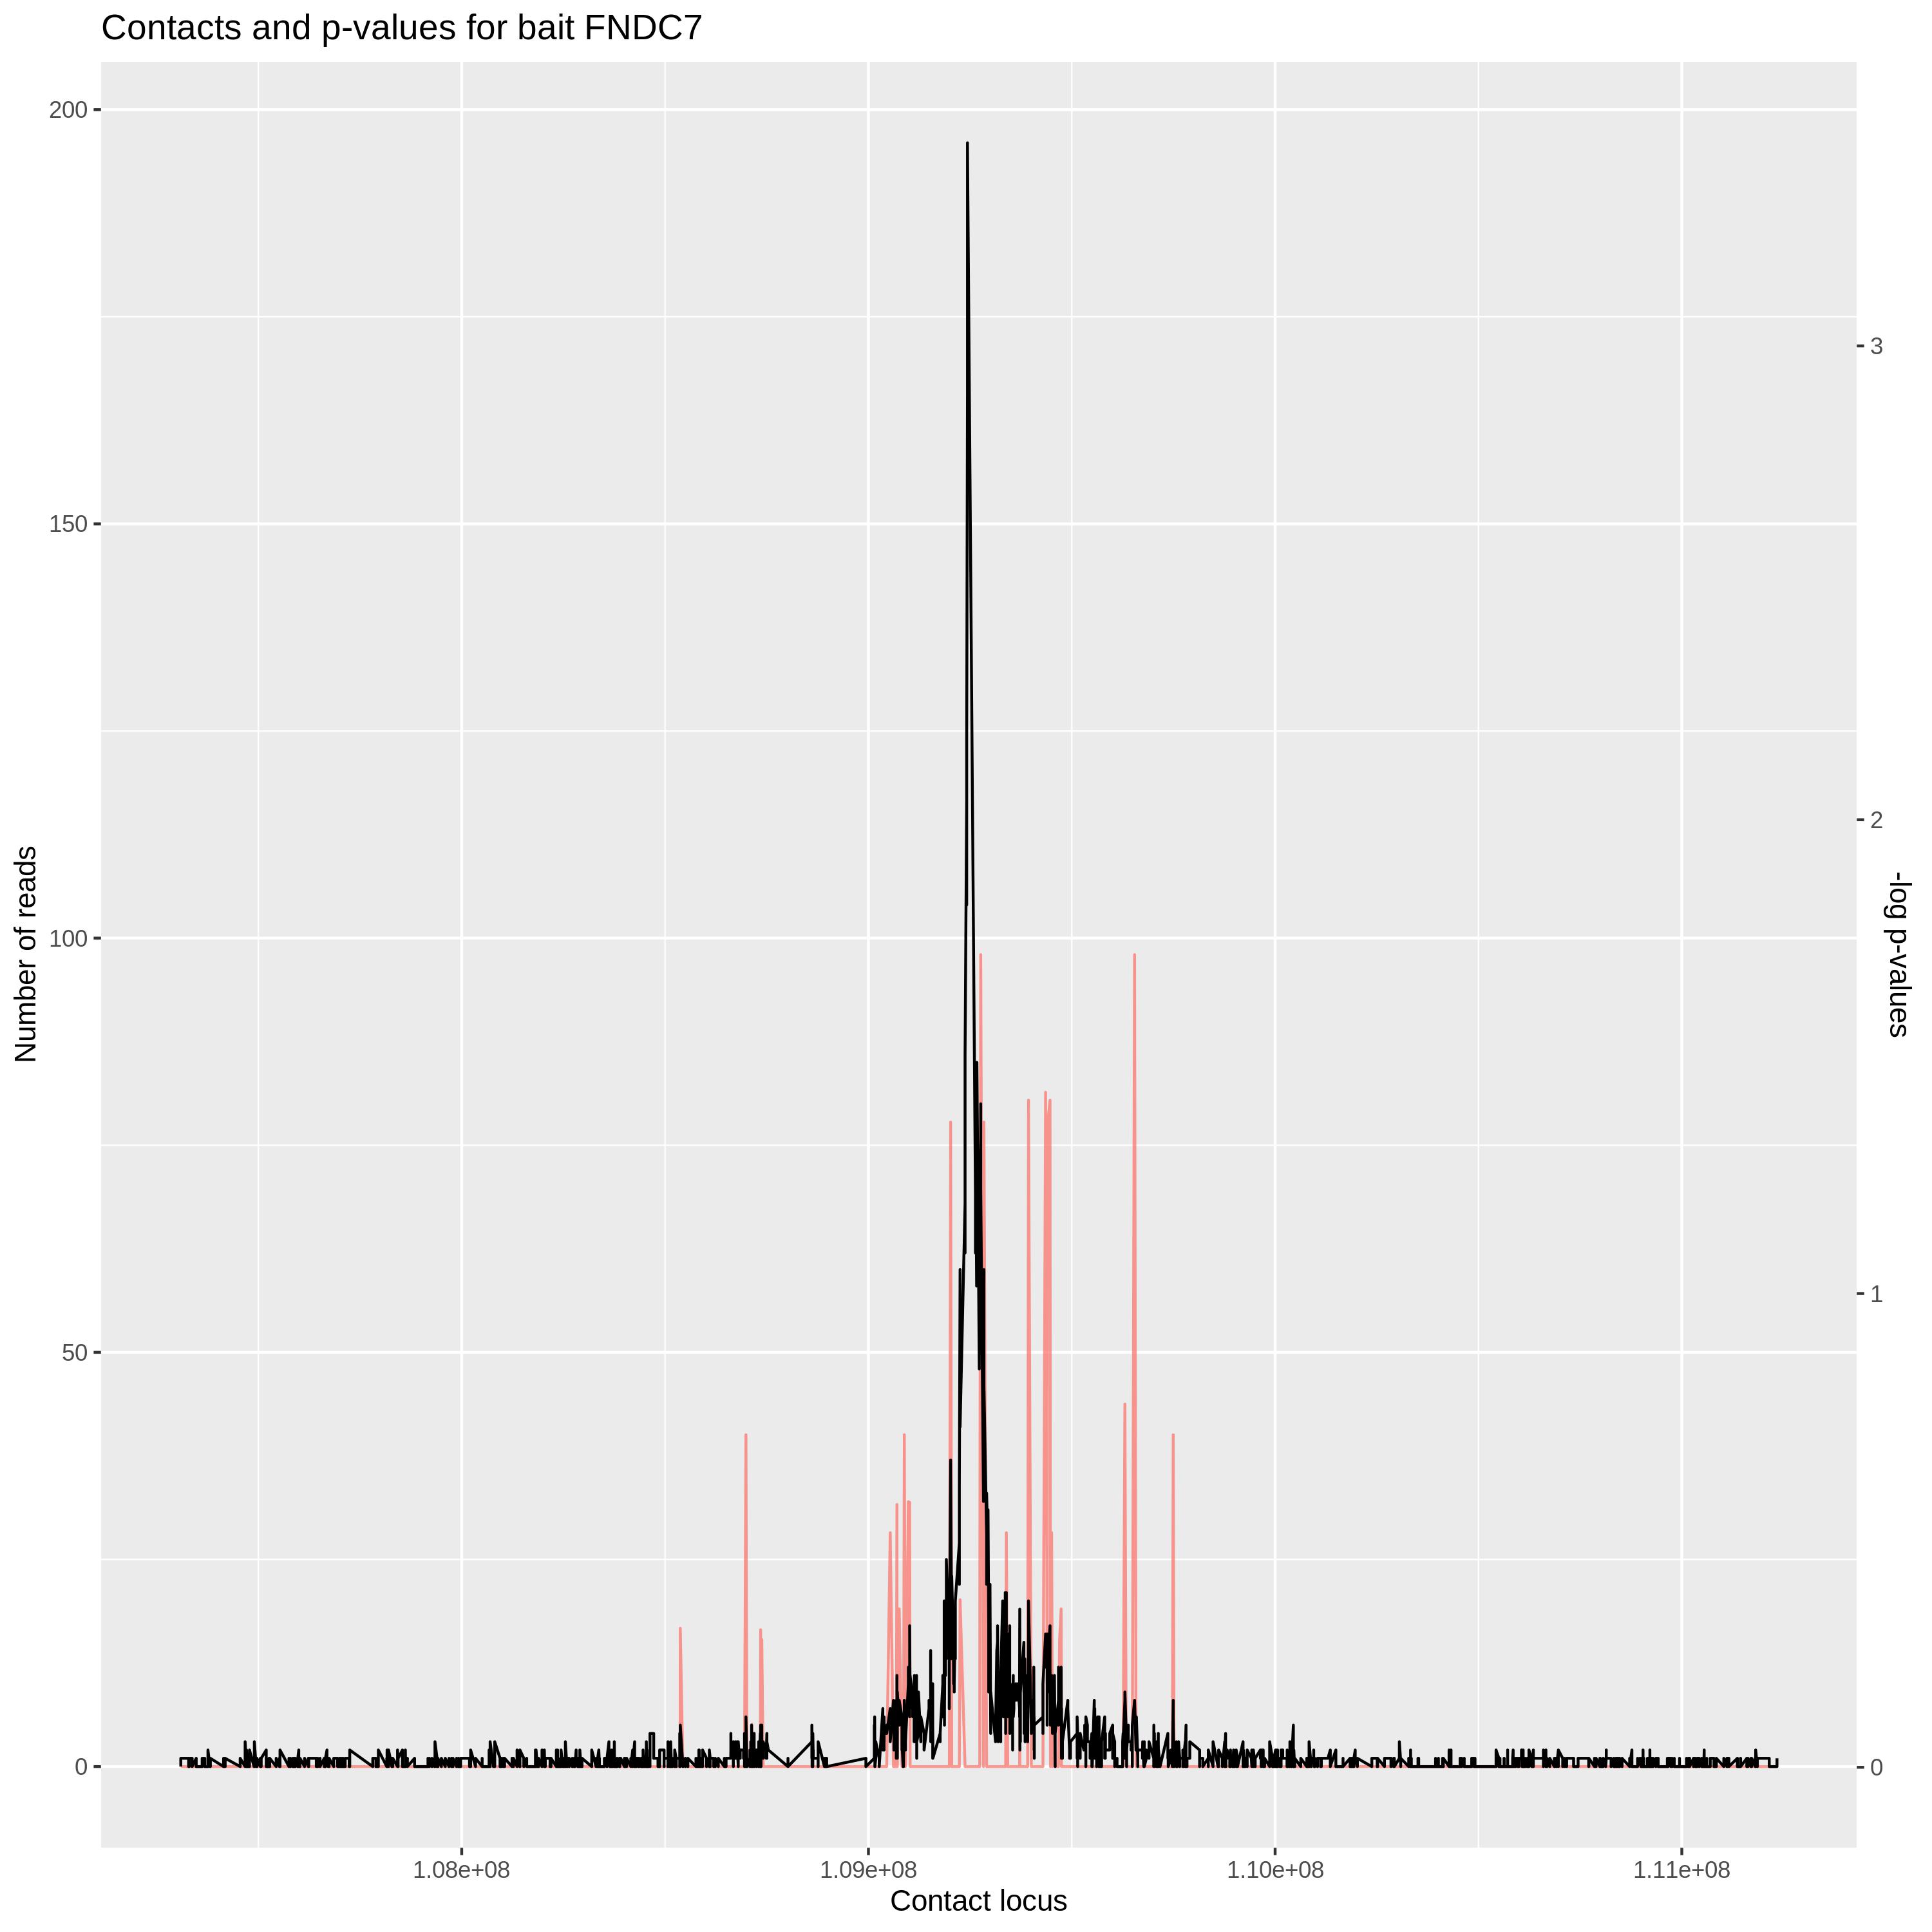 Contacts and p-values for bait FNDC7
200
150
100
50
0
Number of reads
3
2
1
0
-log p-values
1.08e+08
1.09e+08
1.10e+08
1.11e+08
Contact locus